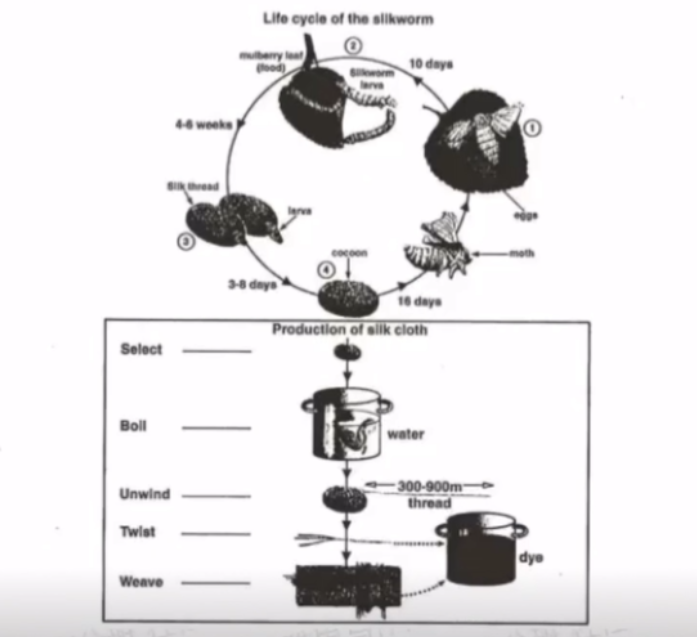 Life cycle of the silkworm
②
mulberry leaf
(food)
Silkworm
larva
10 days
①
4-6 weeks
eggs
Silk thread
larva
③
moth
cocoon
④
3-8 days
16 days
Production of silk cloth
Select
Boil
water
Unwind
300-900m
thread
Twist
dye
Weave